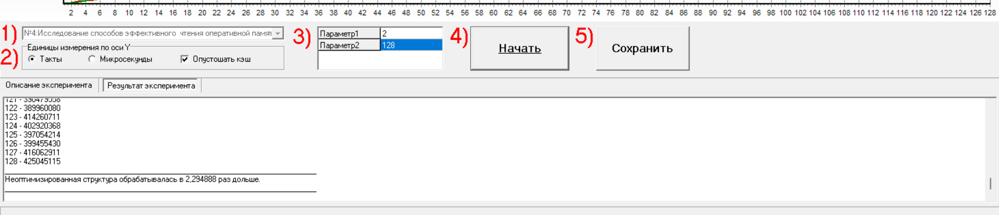 2 4 6 8 10 12 14 16 18 20 22 24 26 28 30 32 34 36 38 40 42 44 46 48 50 52 54 56 58 60 62 64 66 68 70 72 74 76 78 80 82 84 86 88 90 92 94 96 98 100 102 104 106 108 110 112 114 116 118 120 122 124 126 128
1) №4:Исследование способов эффективного чтения оперативной памят
2) Единицы измерения по оси Y
Такты Микросекунды Опустошать кэш
3) Параметр1 2
Параметр2 128
4) Начать
5) Сохранить
Описание эксперимента Результат эксперимента
122 - 389960080
123 - 414260711
124 - 402920368
125 - 397054214
126 - 399455430
127 - 416062911
128 - 425045115
Неоптимизированная структура обрабатывалась в 2,294888 раз дольше.